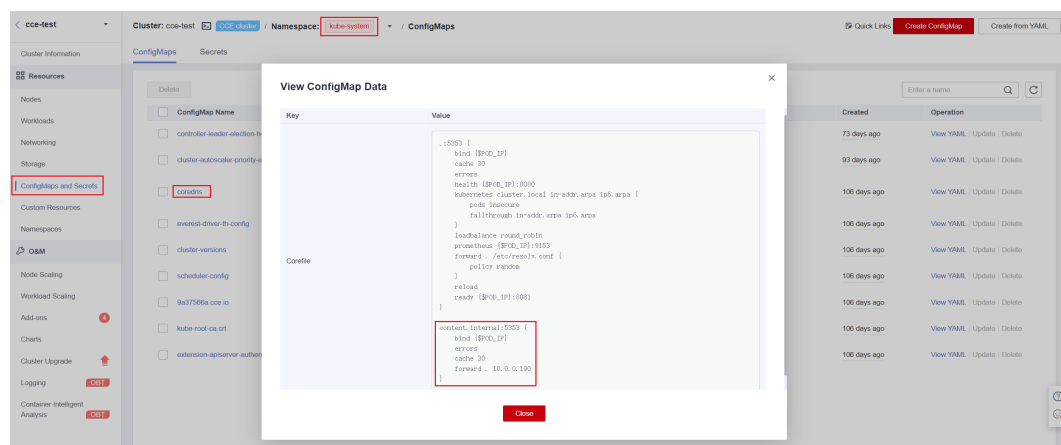 cce-test
Cluster: cce-test CCE cluster / Namespace: kube-system / ConfigMaps
Quick Links
Create ConfigMap
Create from YAML
Cluster Information
ConfigMaps Secrets
Resources
Nodes
Workloads
Networking
Storage
ConfigMaps and Secrets
Custom Resources
Namespaces
O&M
Node Scaling
Workload Scaling
Add-ons 4
Charts
Cluster Upgrade
Logging OBT
Container Intelligent
Analysis OBT
Delete
Enter a name.
ConfigMap Name
Created Operation
controller-leader-election-h
73 days ago View YAML | Update | Delete
cluster-autoscaler-priority-e
93 days ago View YAML | Update | Delete
coredns
106 days ago View YAML | Update | Delete
everest-driver-th-config
106 days ago View YAML | Update | Delete
cluster-versions
106 days ago View YAML | Update | Delete
scheduler-config
106 days ago View YAML | Update | Delete
9a37566a.cce.io
106 days ago View YAML | Update | Delete
kube-root-ca.crt
106 days ago View YAML | Update | Delete
extension-apiserver-authen
106 days ago View YAML | Update | Delete
View ConfigMap Data
Key Value
Corefile
.:5353 {
bind {$POD_IP}
cache 30
errors
health {$POD_IP}:8080
kubernetes cluster.local in-addr.arpa ip6.arpa {
pods insecure
fallthrough in-addr.arpa ip6.arpa
}
loadbalance round_robin
prometheus {$POD_IP}:9153
forward . /etc/resolv.conf {
policy random
}
reload
ready {$POD_IP}:8081
}
content.internal:5353 {
bind {$POD_IP}
errors
cache 30
forward . 10.0.0.190
}
Close